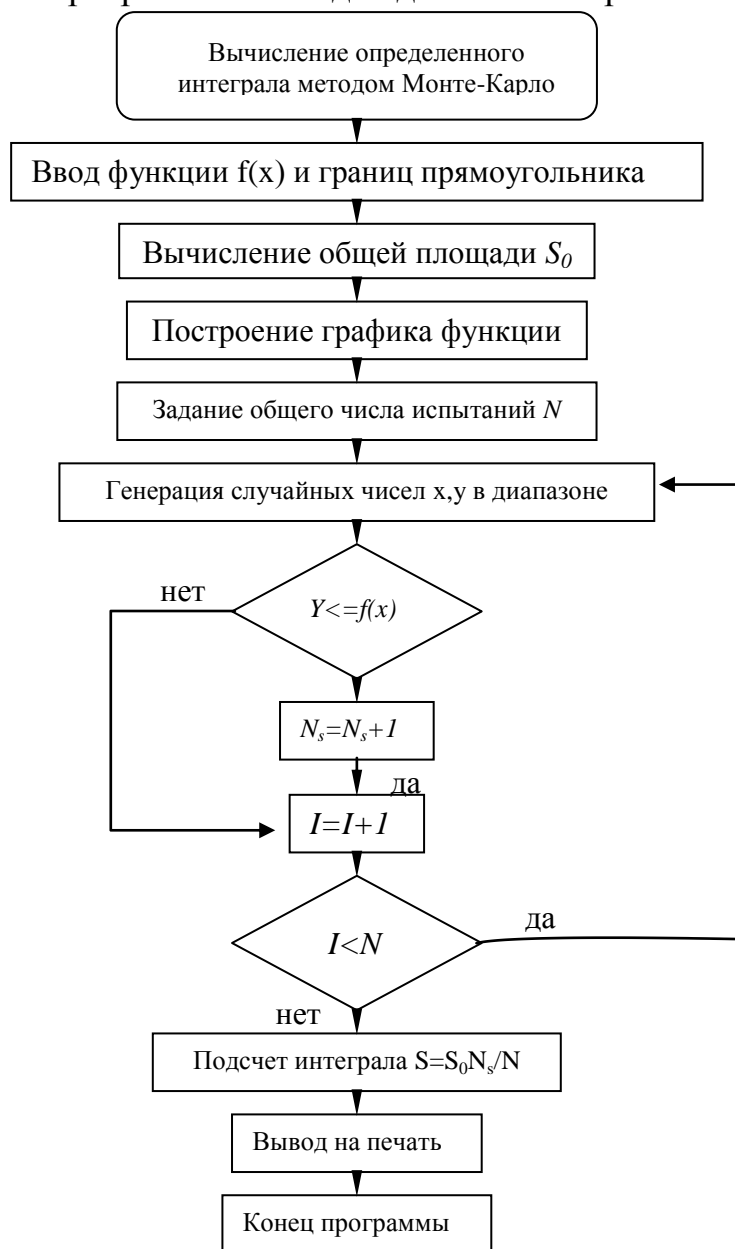 Вычисление определенного
интеграла методом Монте-Карло
Ввод функции f(x) и границ прямоугольника
Вычисление общей площади S₀
Построение графика функции
Задание общего числа испытаний N
Генерация случайных чисел x,y в диапазоне
нет
Y<=f(x)
Nₛ=Nₛ+1
да
I=I+1
I<N
да
нет
Подсчет интеграла S=S₀Nₛ/N
Вывод на печать
Конец программы